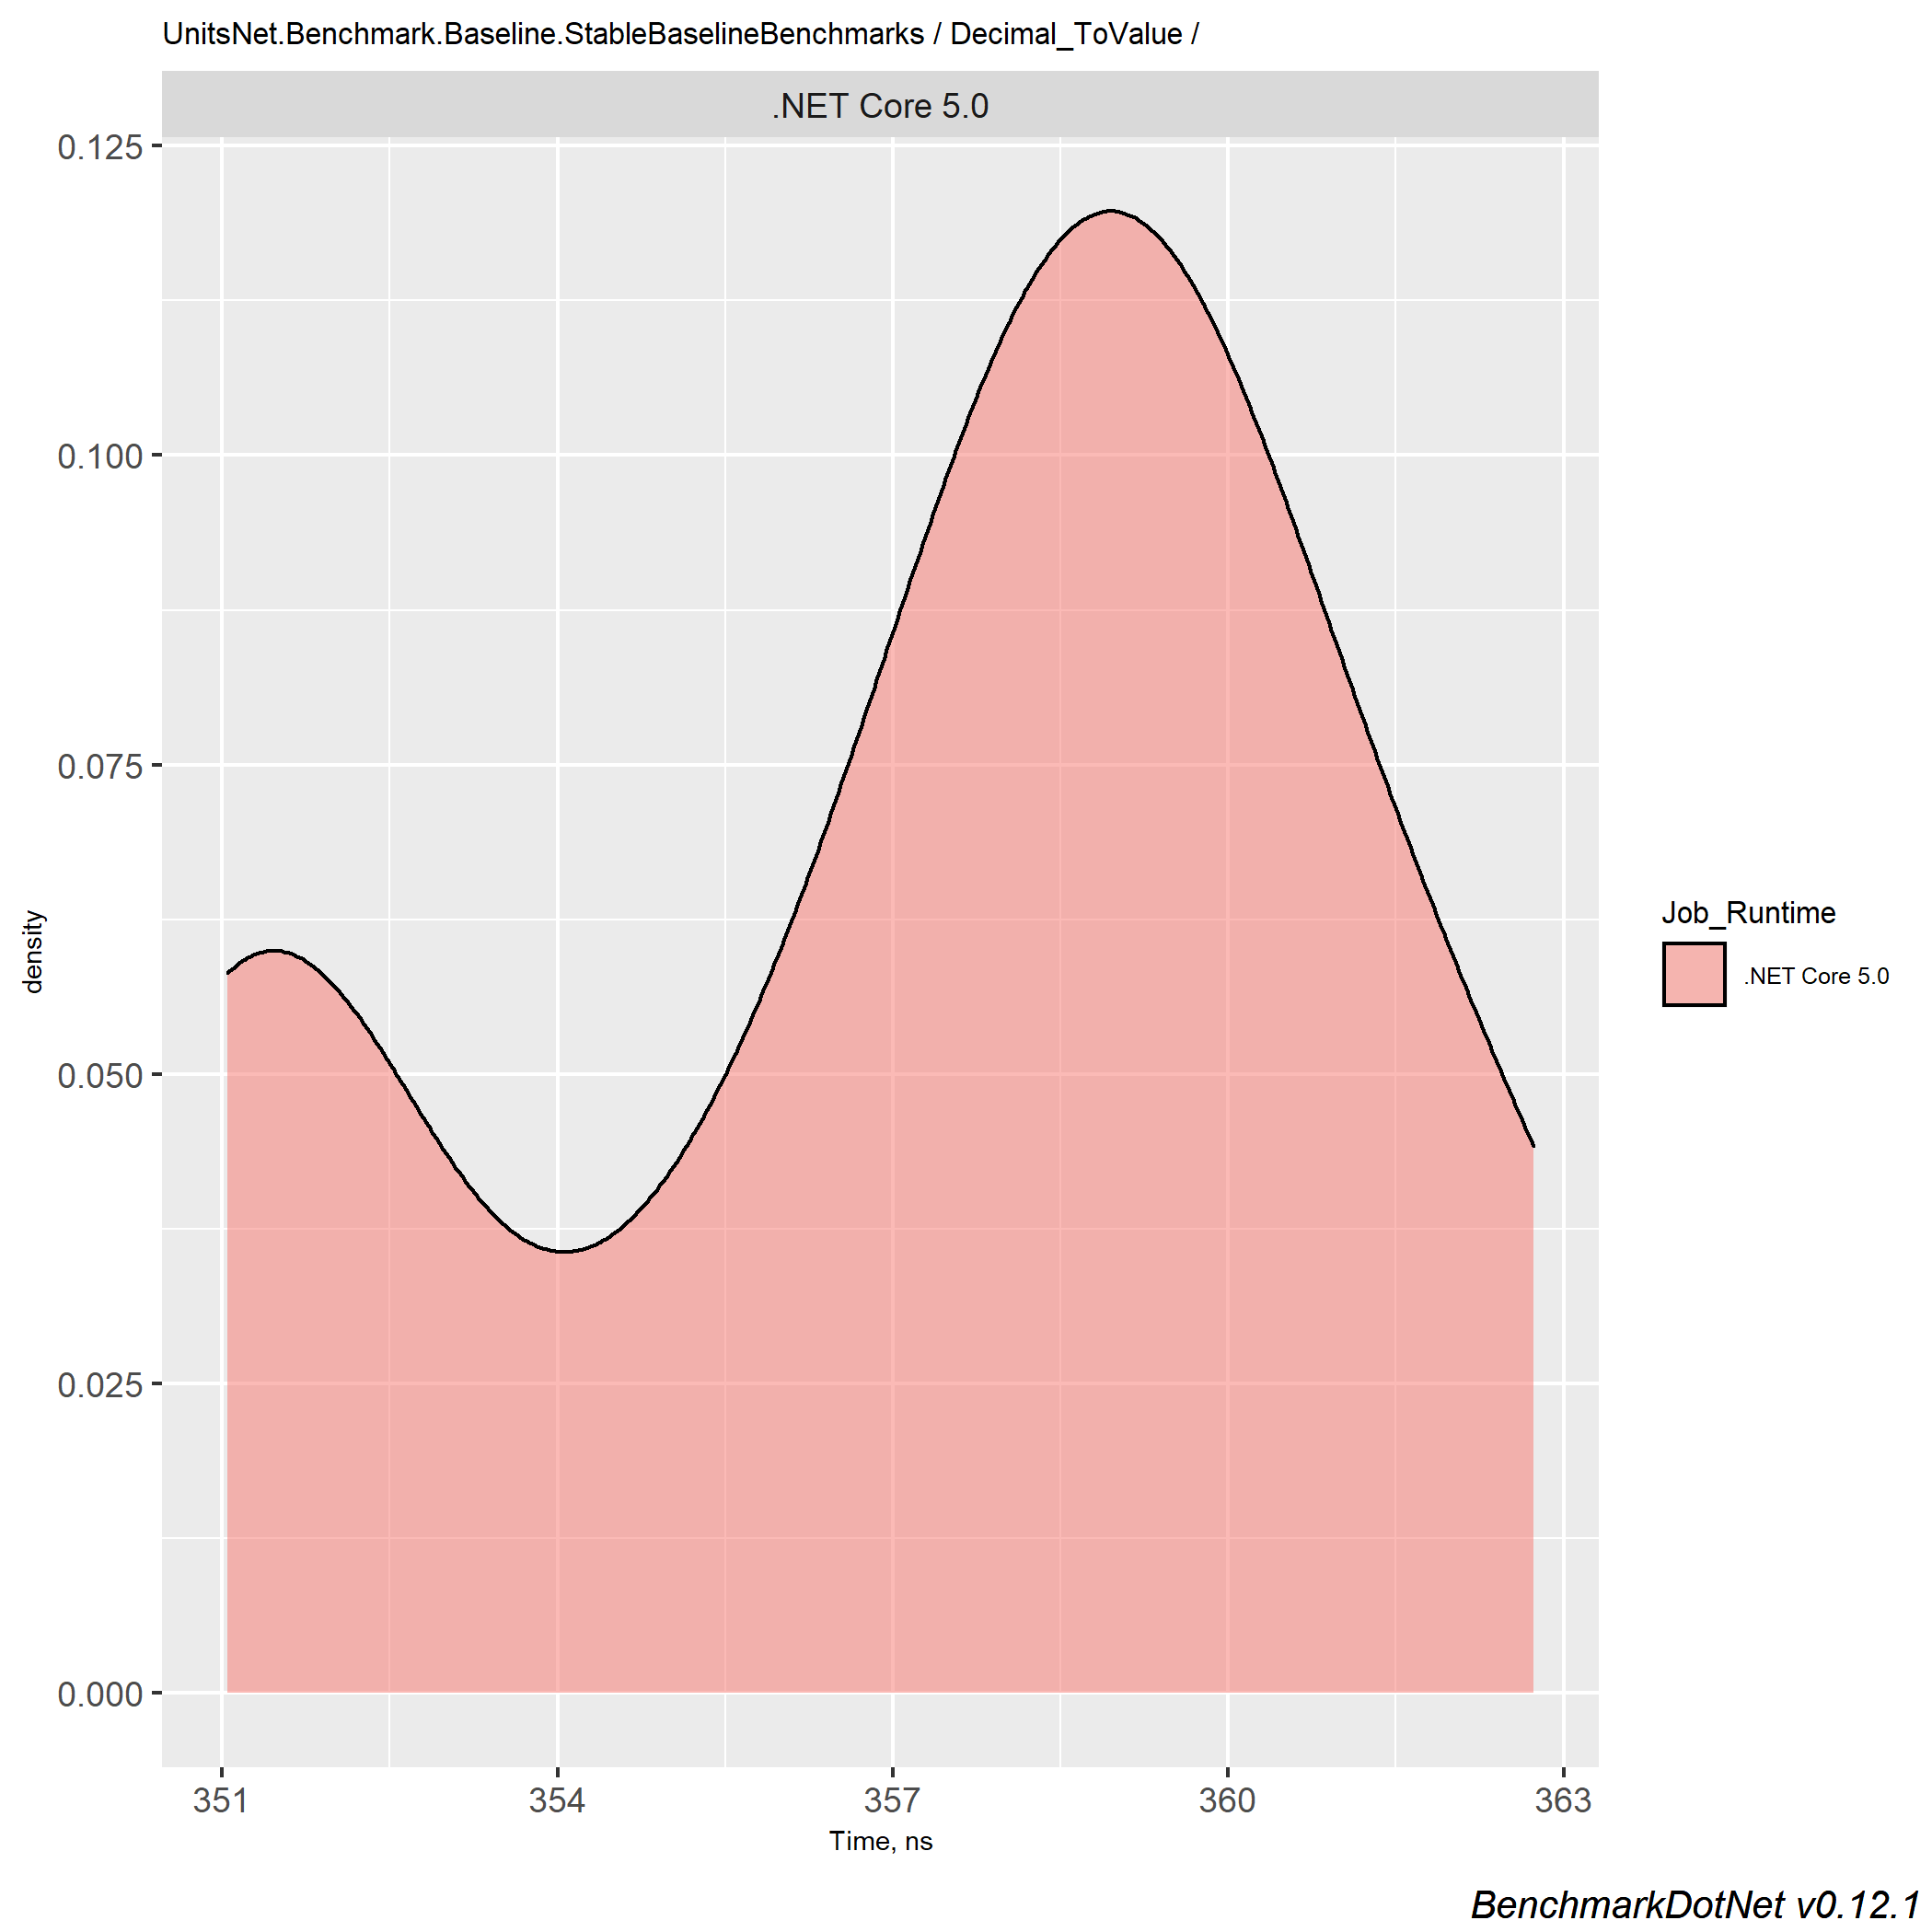 UnitsNet.Benchmark.Baseline.StableBaselineBenchmarks / Decimal_ToValue /
.NET Core 5.0
0.125
0.100
0.075
0.050
0.025
0.000
density
351 354 357 360 363
Time, ns
Job_Runtime
.NET Core 5.0
BenchmarkDotNet v0.12.1